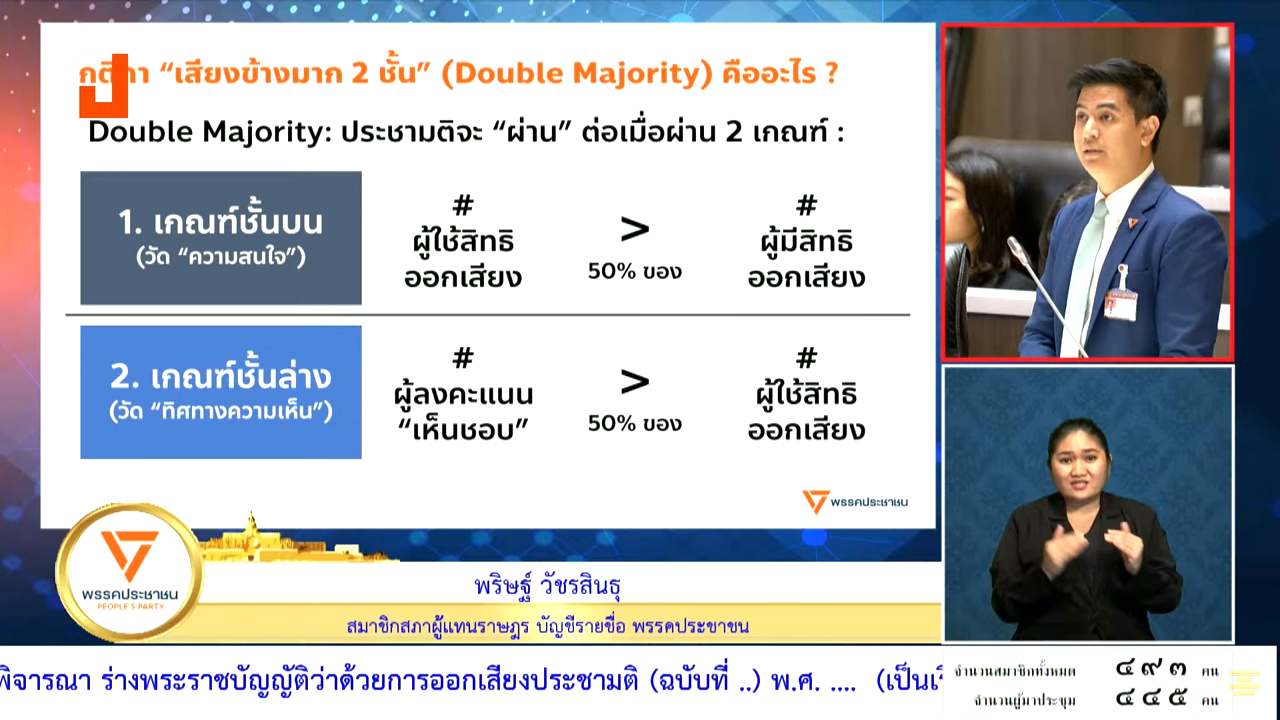 กติกา “เสียงข้างมาก 2 ชั้น” (Double Majority) คืออะไร ?
Double Majority: ประชามติจะ “ผ่าน” ต่อเมื่อผ่าน 2 เกณฑ์ :
1. เกณฑ์ชั้นบน
(วัด “ความสนใจ”)
#
ผู้ใช้สิทธิ
ออกเสียง
>
50% ของ
#
ผู้มีสิทธิ
ออกเสียง
2. เกณฑ์ชั้นล่าง
(วัด “ทิศทางความเห็น”)
#
ผู้ลงคะแนน
“เห็นชอบ”
>
50% ของ
#
ผู้ใช้สิทธิ
ออกเสียง
พรรคประชาชน
พรรคประชาชน
PEOPLE'S PARTY
พริษฐ์ วัชรสินธุ
สมาชิกสภาผู้แทนราษฎร บัญชีรายชื่อ พรรคประชาชน
พิจารณา ร่างพระราชบัญญัติว่าด้วยการออกเสียงประชามติ (ฉบับที่ ..) พ.ศ. .... (เป็นเรื
จำนวนสมาชิกทั้งหมด ๔๙๓ คน
จำนวนผู้มาประชุม ๔๔๕ คน